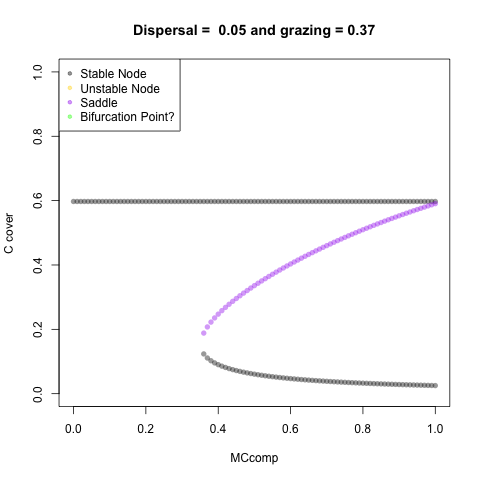 Dispersal =  0.05 and grazing = 0.37
Stable Node
Unstable Node
Saddle
Bifurcation Point?
1.0
0.8
0.6
0.4
0.2
0.0
C cover
0.0 0.2 0.4 0.6 0.8 1.0
MCcomp